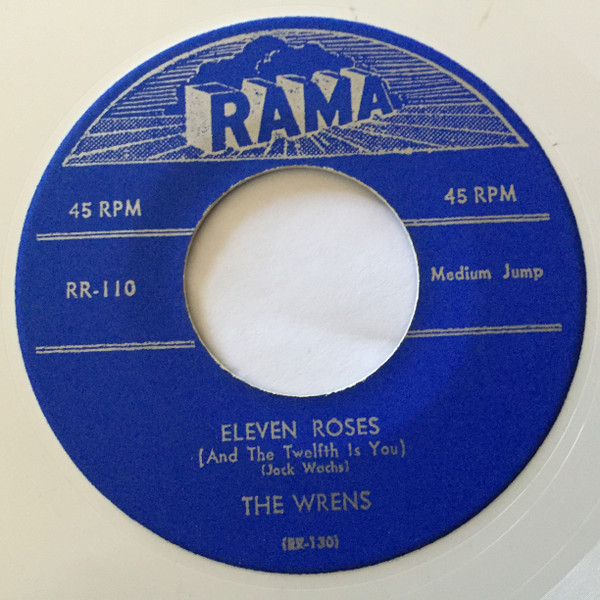 RAMA
45 RPM
45 RPM
RR-110
Medium Jump
ELEVEN ROSES
(And The Twelfth Is You)
(Jack Wachs)
THE WRENS
(RR-130)